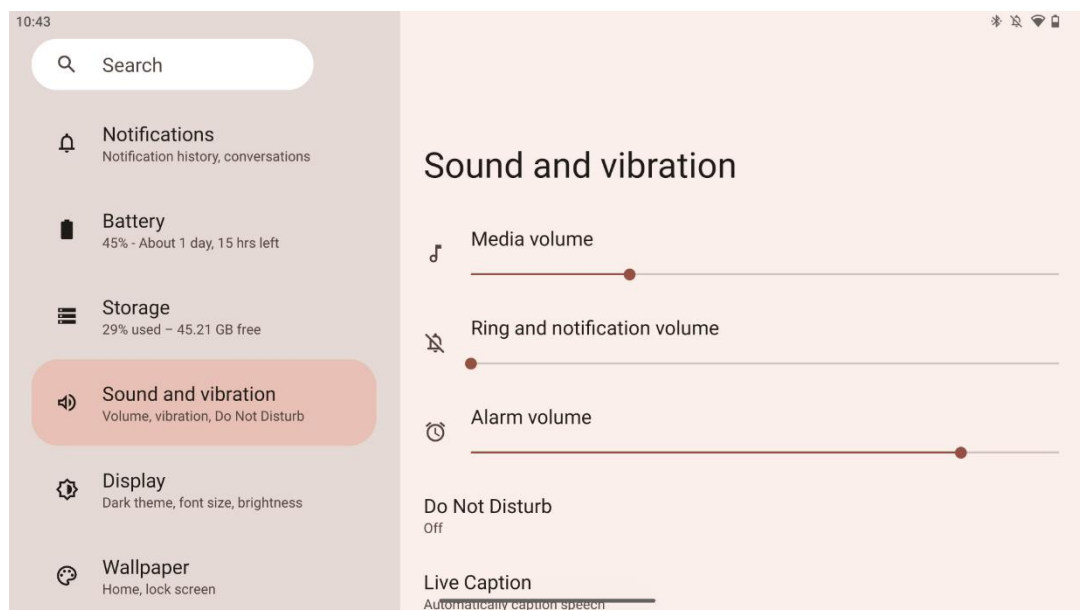 10:43
Search
Notifications
Notification history, conversations
Battery
45% - About 1 day, 15 hrs left
Storage
29% used – 45.21 GB free
Sound and vibration
Volume, vibration, Do Not Disturb
Display
Dark theme, font size, brightness
Wallpaper
Home, lock screen
Sound and vibration
Media volume
Ring and notification volume
Alarm volume
Do Not Disturb
Off
Live Caption
Automatically caption speech